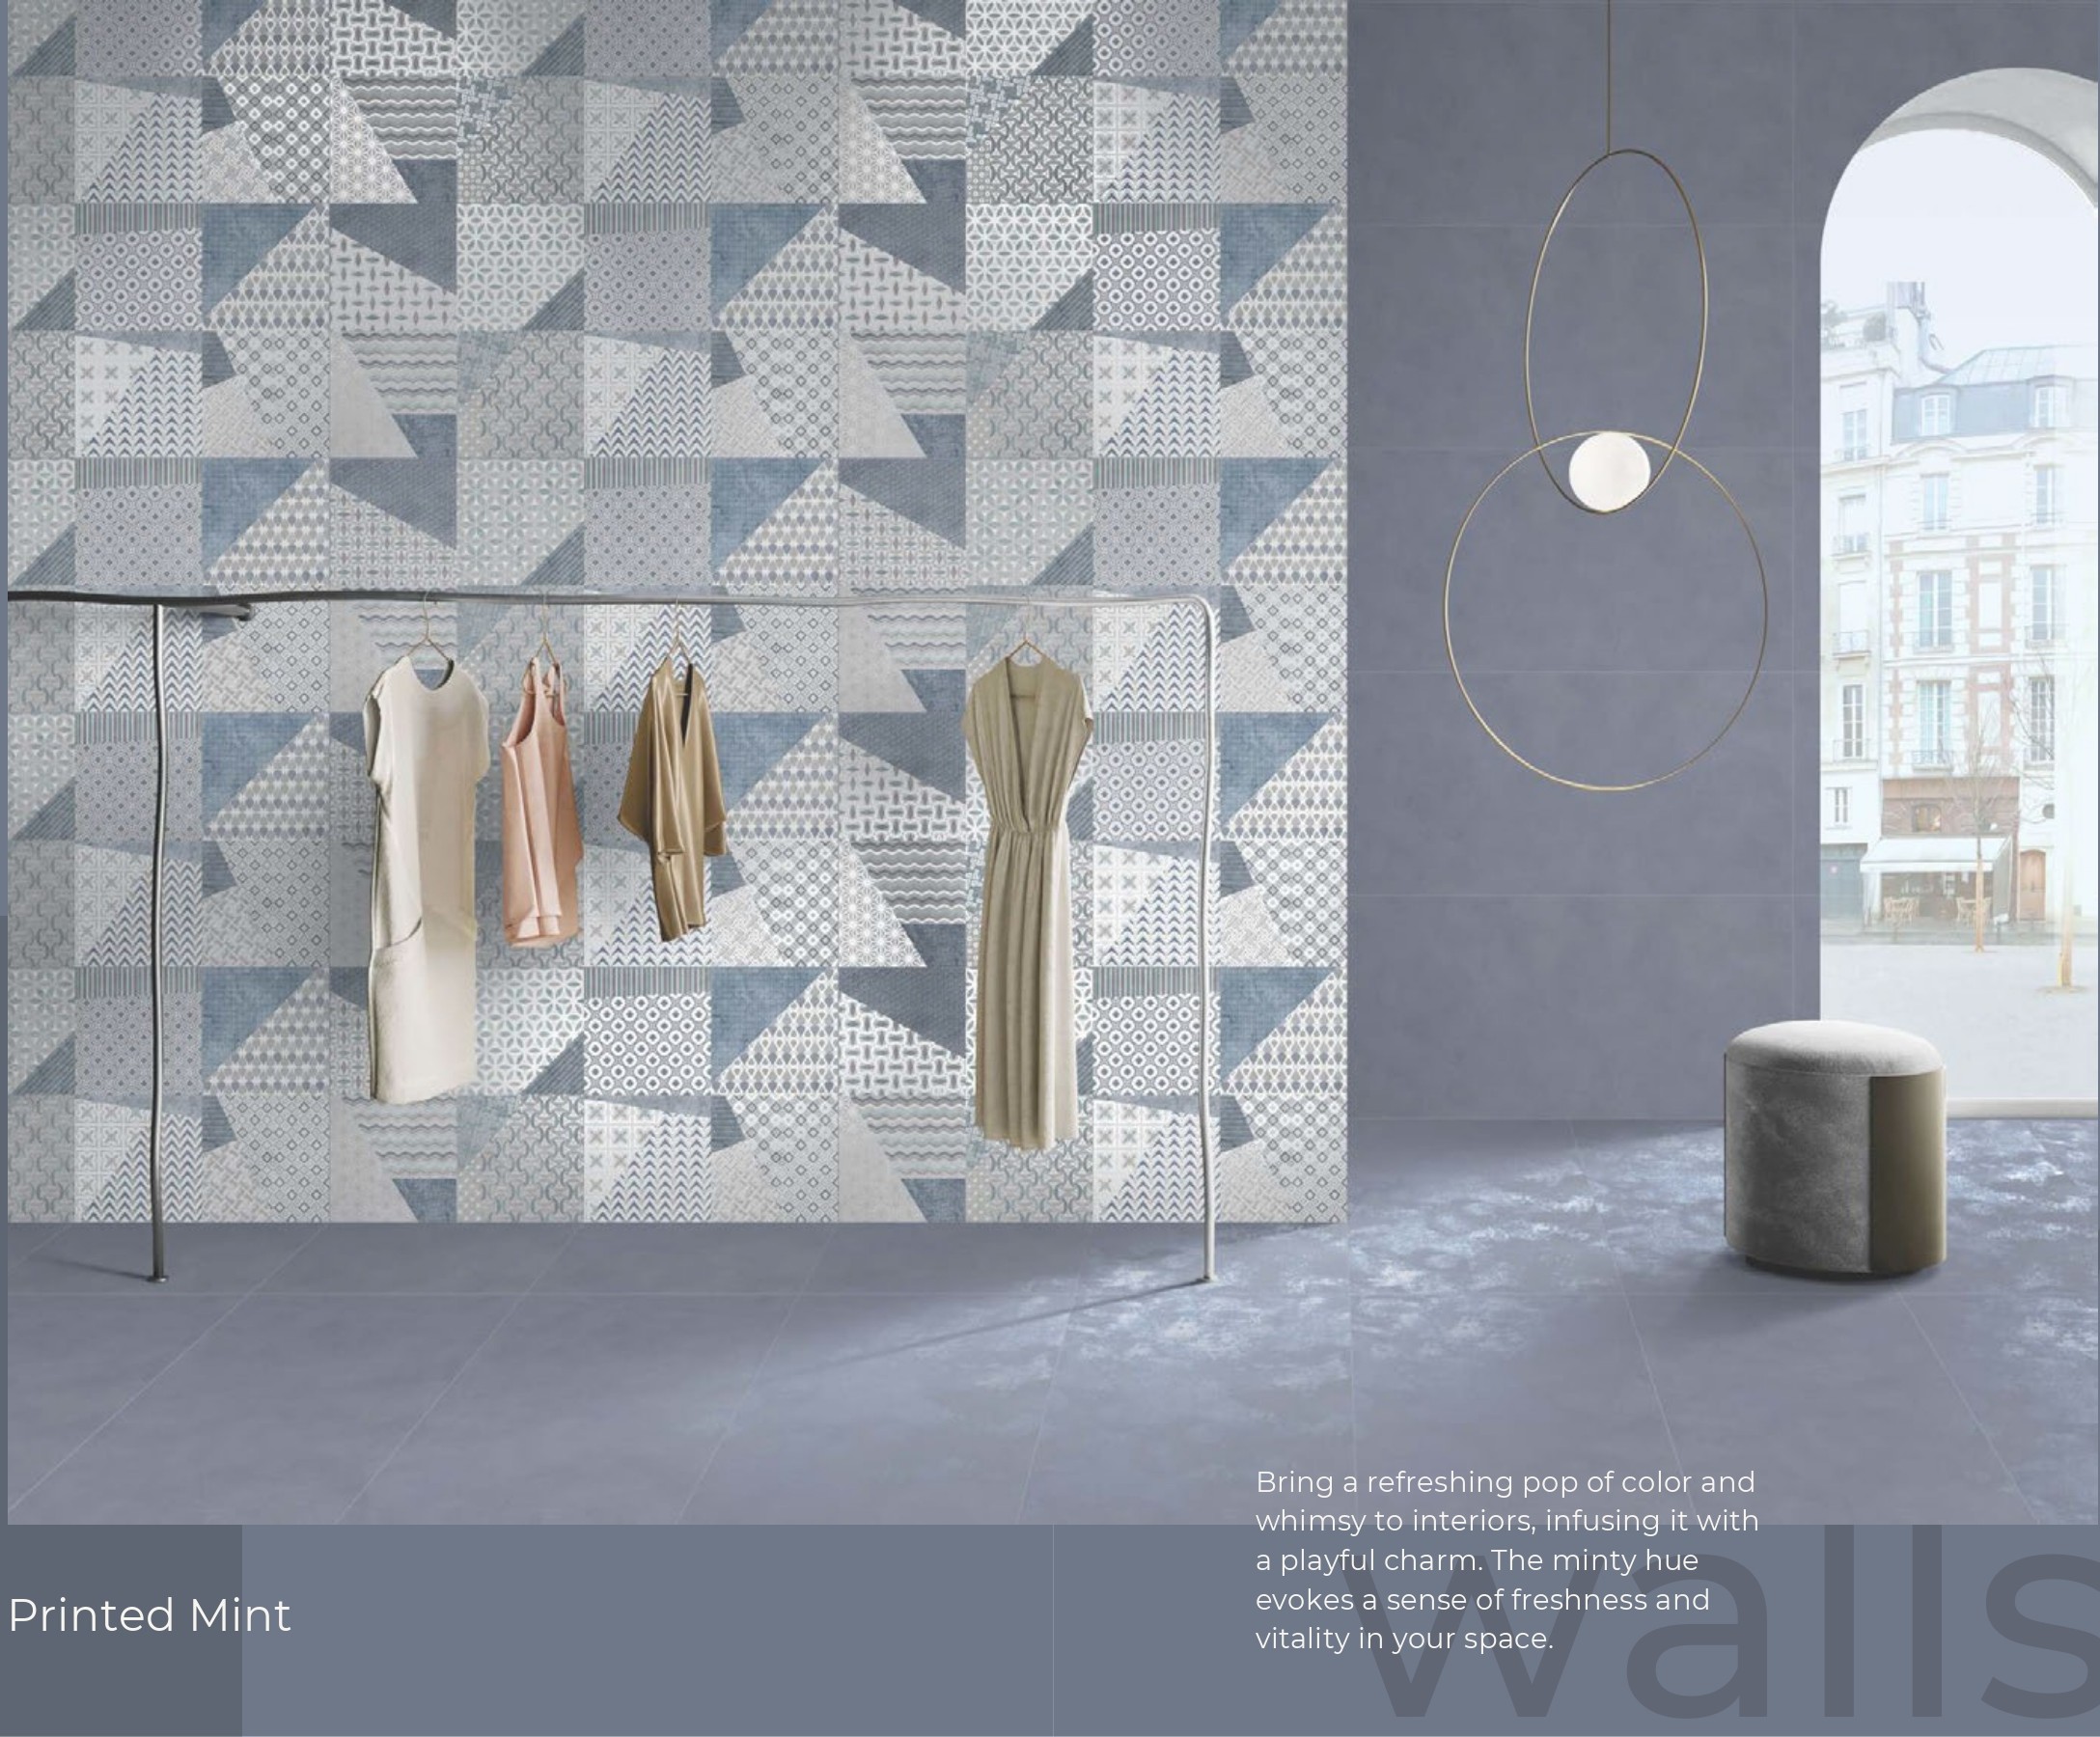 Bring a refreshing pop of color and
whimsy to interiors, infusing it with
a playful charm. The minty hue
evokes a sense of freshness and
vitality in your space.
Printed Mint
walls